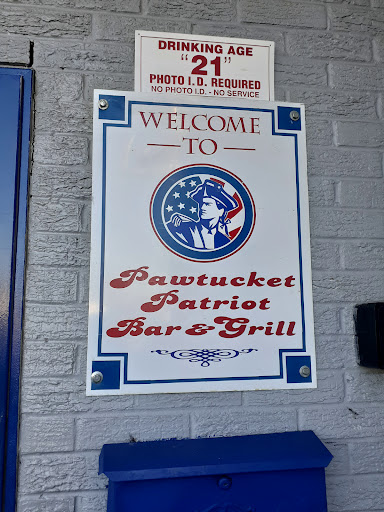 DRINKING AGE
"21"
PHOTO I.D. REQUIRED
NO PHOTO I.D. - NO SERVICE
WELCOME
- TO -
Pawtucket
Patriot
Bar & Grill